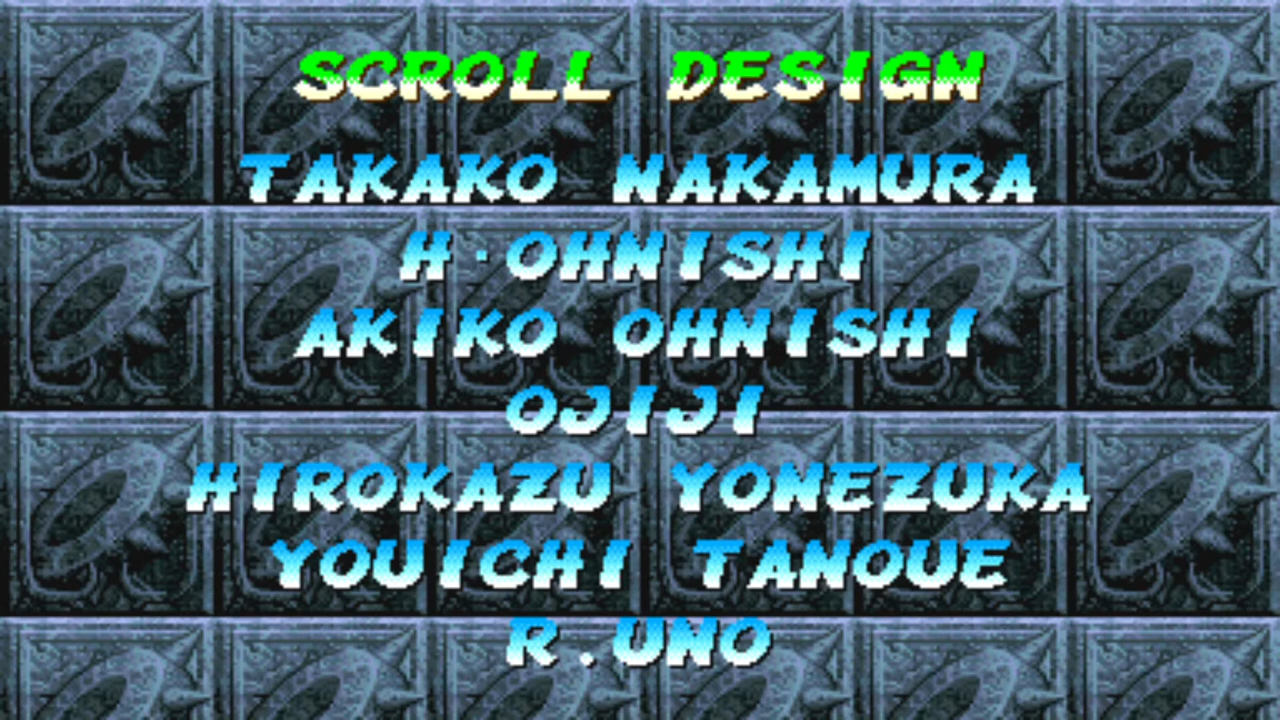 SCROLL DESIGN
TAKAKO NAKAMURA
H·OHNISHI
AKIKO OHNISHI
OJIJI
HIROKAZU YONEZUKA
YOUICHI TANOUE
R.UNO